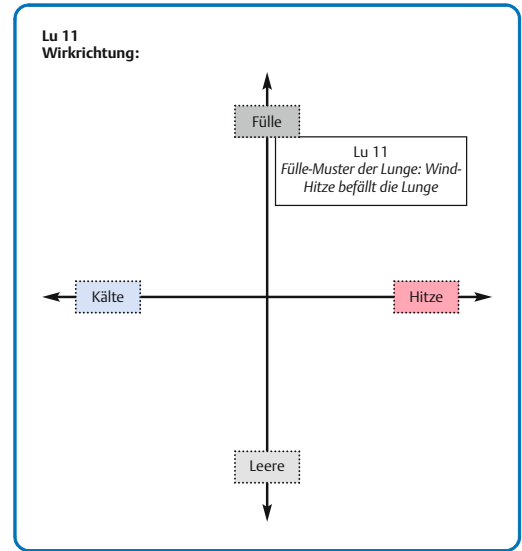 Lu 11
Wirkrichtung:
Fülle
Lu 11
Fülle-Muster der Lunge: Wind-
Hitze befällt die Lunge
Kälte
Hitze
Leere